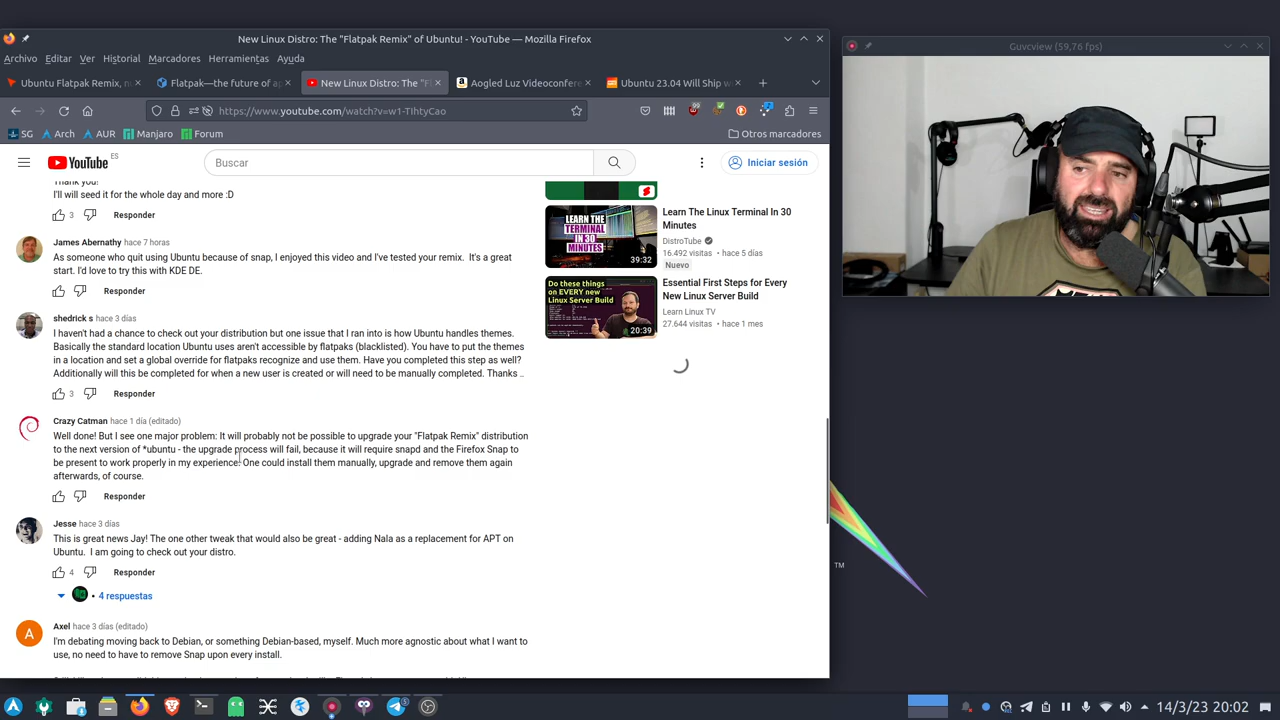 New Linux Distro: The "Flatpak Remix" of Ubuntu! - YouTube — Mozilla Firefox
Archivo Editar Ver Historial Marcadores Herramientas Ayuda
Ubuntu Flatpak Remix, n
Flatpak—the future of ap
New Linux Distro: The "Fl
Aogled Luz Videoconfere
Ubuntu 23.04 Will Ship w
https://www.youtube.com/watch?v=w1-TIhtyCao
99
SG Arch AUR Manjaro Forum Otros marcadores
YouTube ES
Buscar
Iniciar sesión
Thank you!
I'll will seed it for the whole day and more :D
3 Responder
James Abernathy hace 7 horas
As someone who quit using Ubuntu because of snap, I enjoyed this video and I've tested your remix. It's a great
start. I'd love to try this with KDE DE.
Responder
shedrick s hace 3 días
I haven't had a chance to check out your distribution but one issue that I ran into is how Ubuntu handles themes.
Basically the standard location Ubuntu uses aren't accessible by flatpaks (blacklisted). You have to put the themes
in a location and set a global override for flatpaks recognize and use them. Have you completed this step as well?
Additionally will this be completed for when a new user is created or will need to be manually completed. Thanks ..
3 Responder
Crazy Catman hace 1 día (editado)
Well done! But I see one major problem: It will probably not be possible to upgrade your "Flatpak Remix" distribution
to the next version of *ubuntu - the upgrade process will fail, because it will require snapd and the Firefox Snap to
be present to work properly in my experience. One could install them manually, upgrade and remove them again
afterwards, of course.
Responder
Jesse hace 3 días
This is great news Jay! The one other tweak that would also be great - adding Nala as a replacement for APT on
Ubuntu. I am going to check out your distro.
4 Responder
4 respuestas
A
Axel hace 3 días (editado)
I'm debating moving back to Debian, or something Debian-based, myself. Much more agnostic about what I want to
use, no need to have to remove Snap upon every install.
LEARN THE
TERMINAL
IN 30
MINUTES
39:32
Learn The Linux Terminal In 30
Minutes
DistroTube
16.492 visitas • hace 5 días
Nuevo
Do these things
on EVERY new
Linux Server Build
20:39
Essential First Steps for Every
New Linux Server Build
Learn Linux TV
27.644 visitas • hace 1 mes
Guvcview (59,76 fps)
TM
14/3/23 20:02